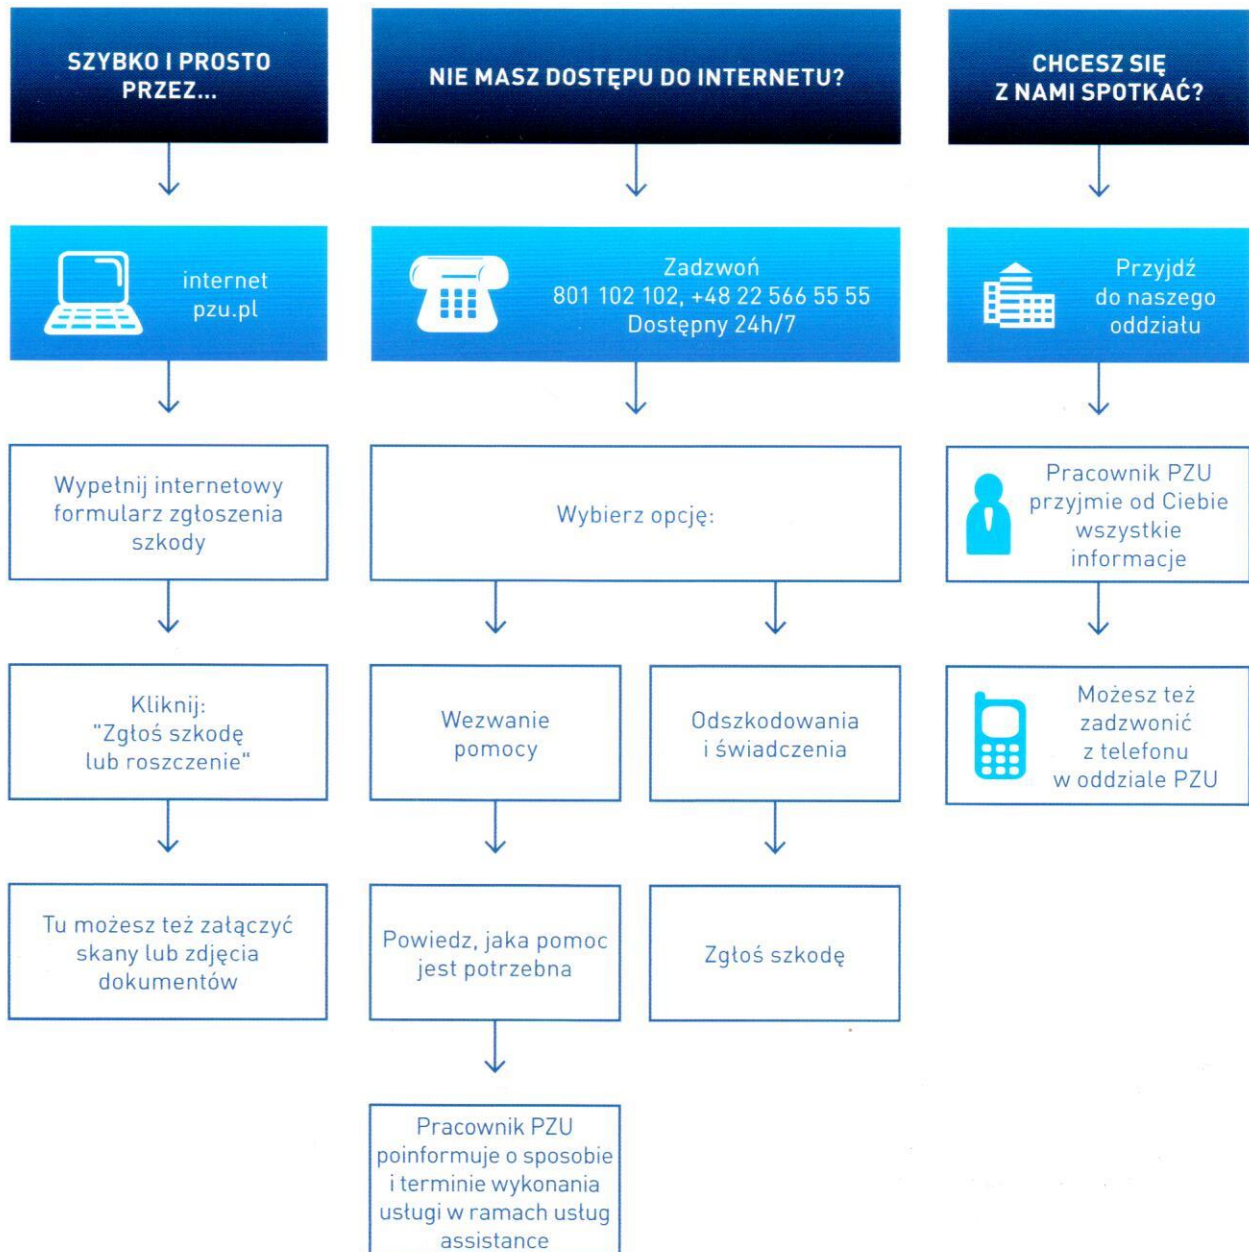 SZYBKO I PROSTO
PRZEZ...
internet
pzu.pl
Wypełnij internetowy
formularz zgłoszenia
szkody
Kliknij:
"Zgłoś szkodę
lub roszczenie"
Tu możesz też załączyć
skany lub zdjęcia
dokumentów
NIE MASZ DOSTĘPU DO INTERNETU?
Zadzwoń
801 102 102, +48 22 566 55 55
Dostępny 24h/7
Wybierz opcję:
Wezwanie
pomocy
Powiedz, jaka pomoc
jest potrzebna
Pracownik PZU
poinformuje o sposobie
i terminie wykonania
usługi w ramach usług
assistance
Odszkodowania
i świadczenia
Zgłoś szkodę
CHCESZ SIĘ
Z NAMI SPOTKAĆ?
Przyjdź
do naszego
oddziału
Pracownik PZU
przyjmie od Ciebie
wszystkie
informacje
Możesz też
zadzwonić
z telefonu
w oddziale PZU